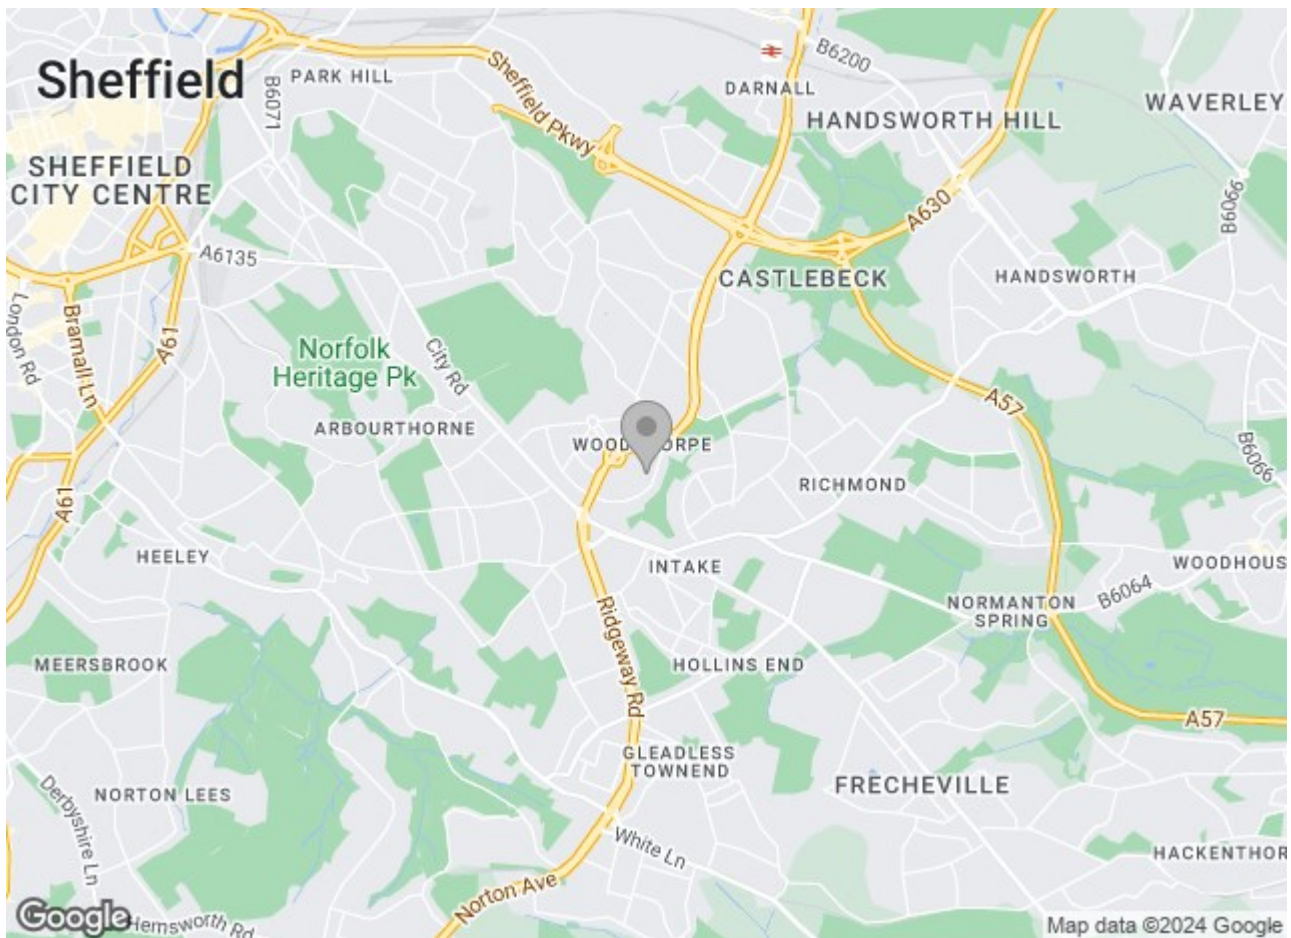 Sheffield
PARK HILL
B6071
Sheffield Pkwy
B6200
DARNALL
HANDSWORTH HILL
WAVERLEY
SHEFFIELD
CITY CENTRE
A6135
A630
B6066
CASTLEBECK
HANDSWORTH
London Rd
Bramall Ln
A61
Norfolk
Heritage Pk
City Rd
A57
ARBOURTHORNE
B6066
RICHMOND
A61
HEELEY
INTAKE
WOODHOUS
B6064
NORMANTON
SPRING
Ridgeway Rd
MEERSBROOK
HOLLINS END
A57
GLEADLESS
TOWNEND
FRECHEVILLE
Derbyshire Ln
NORTON LEES
White Ln
HACKENTHOR
Norton Ave
Google
Hemsworth Rd
Map data ©2024 Google